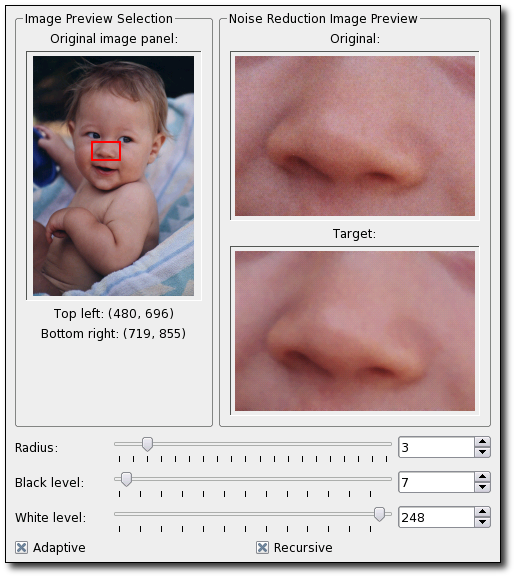 Image Preview Selection
Original image panel:
Top left: (480, 696)
Bottom right: (719, 855)
Noise Reduction Image Preview
Original:
Target:
Radius: 3
Black level: 7
White level: 248
Adaptive Recursive